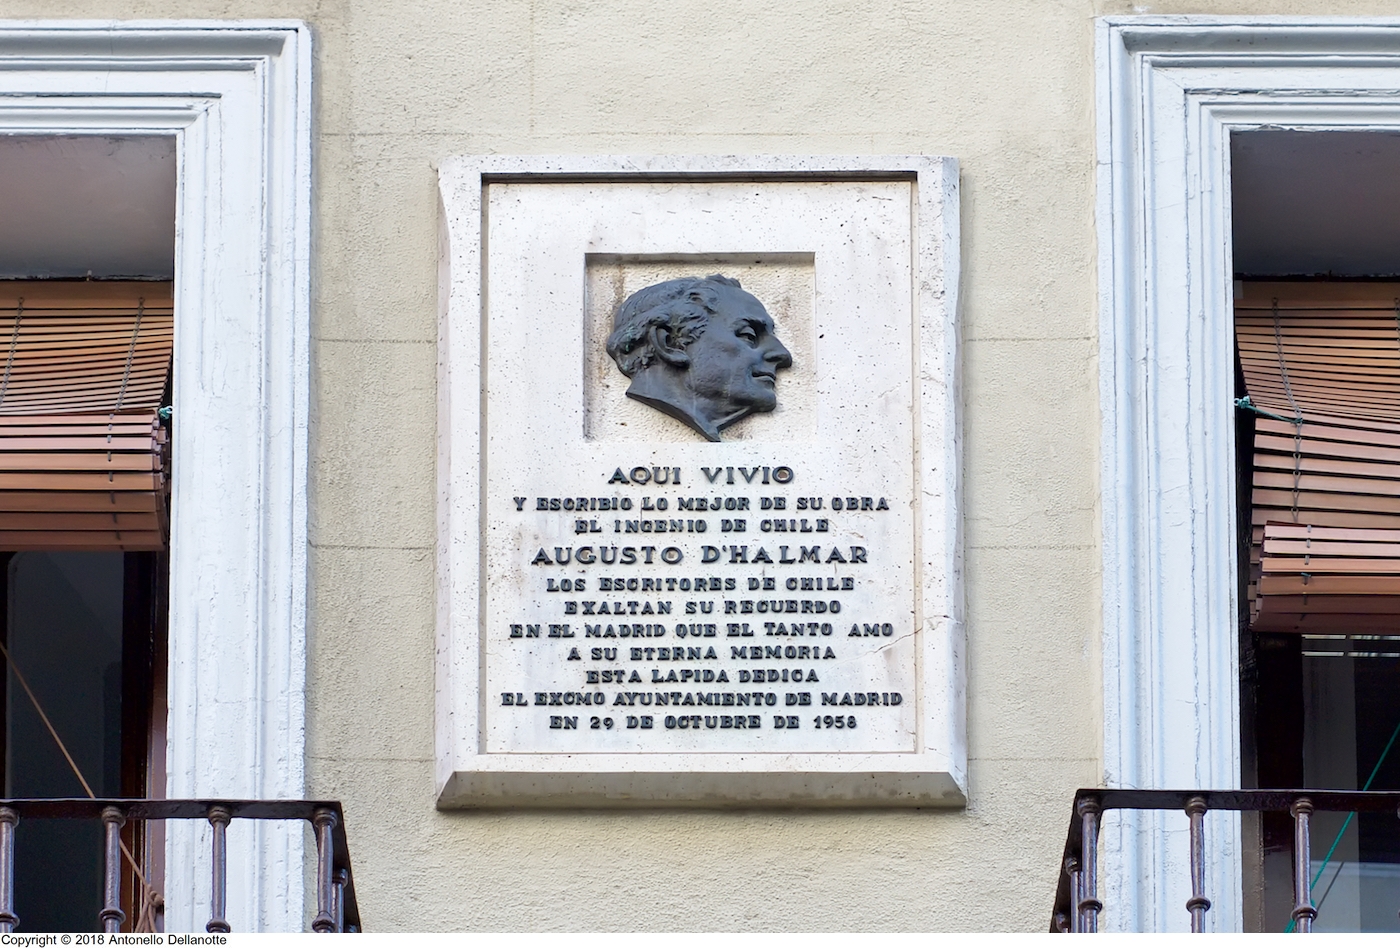 AQUI VIVIO
Y ESCRIBIO LO MEJOR DE SU OBRA
EL INGENIO DE CHILE
AUGUSTO D'HALMAR
LOS ESCRITORES DE CHILE
EXALTAN SU RECUERDO
EN EL MADRID QUE EL TANTO AMO
A SU ETERNA MEMORIA
ESTA LAPIDA DEDICA
EL EXCMO AYUNTAMIENTO DE MADRID
EN 29 DE OCTUBRE DE 1958
Copyright © 2018 Antonello Dellanotte